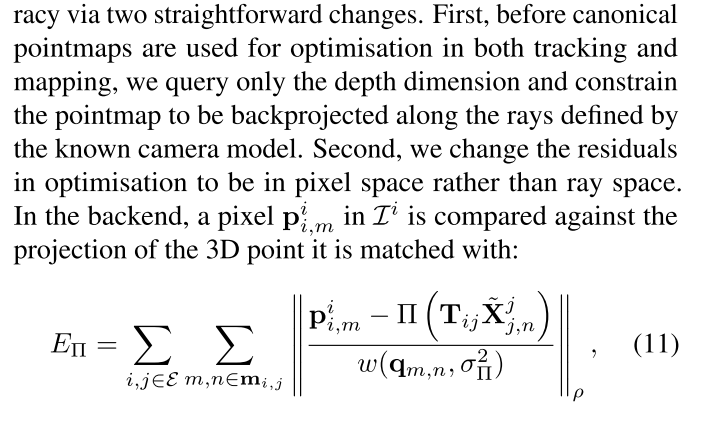 racy via two straightforward changes. First, before canonical
pointmaps are used for optimisation in both tracking and
mapping, we query only the depth dimension and constrain
the pointmap to be backprojected along the rays defined by
the known camera model. Second, we change the residuals
in optimisation to be in pixel space rather than ray space.
In the backend, a pixel $\mathbf{p}^i_{i,m}$ in $\mathcal{I}^i$ is compared against the
projection of the 3D point it is matched with:
$E_\Pi = \sum_{i,j \in \mathcal{E}} \sum_{m,n \in \mathbf{m}_{i,j}} \left\| \frac{\mathbf{p}^i_{i,m} - \Pi\left(\mathbf{T}_{ij} \tilde{\mathbf{X}}^j_{j,n}\right)}{w(\mathbf{q}_{m,n}, \sigma^2_\Pi)} \right\|_\rho ,$ (11)